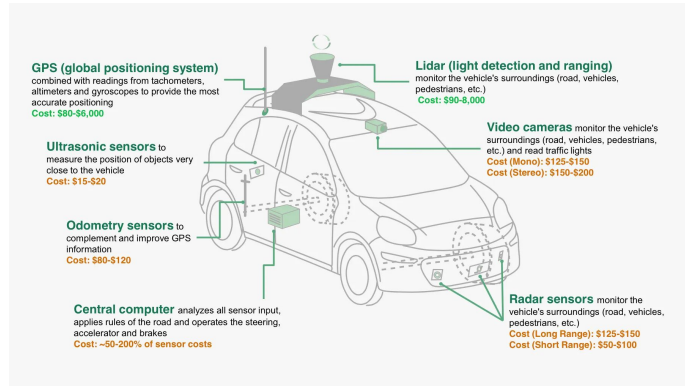 GPS (global positioning system)
combined with readings from tachometers,
altimeters and gyroscopes to provide the most
accurate positioning
Cost: $80-$6,000
Lidar (light detection and ranging)
monitor the vehicle's surroundings (road, vehicles,
pedestrians, etc.)
Cost: $90-8,000
Ultrasonic sensors to
measure the position of objects very
close to the vehicle
Cost: $15-$20
Video cameras monitor the vehicle's
surroundings (road, vehicles, pedestrians,
etc.) and read traffic lights
Cost (Mono): $125-$150
Cost (Stereo): $150-$200
Odometry sensors to
complement and improve GPS
information
Cost: $80-$120
Central computer analyzes all sensor input,
applies rules of the road and operates the steering,
accelerator and brakes
Cost: ~50-200% of sensor costs
Radar sensors monitor the
vehicle's surroundings (road, vehicles,
pedestrians, etc.)
Cost (Long Range): $125-$150
Cost (Short Range): $50-$100